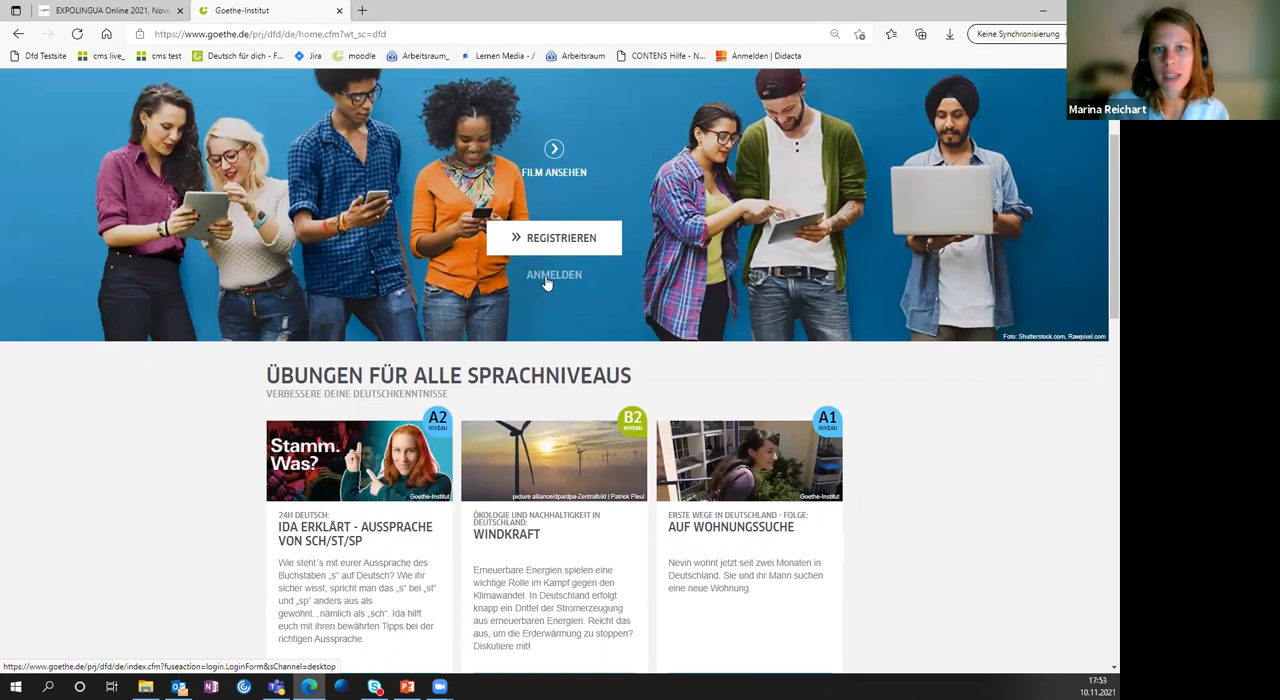 EXPOLINGUA Online 2021, Nove
Goethe-Institut
https://www.goethe.de/prj/dfd/de/home.cfm?wt_sc=dfd
Keine Synchronisierung
Dfd Testsite
cms live_
cms test
Deutsch für dich - F...
Jira
moodle
Arbeitsraum_
Lernen Media - /
Arbeitsraum
CONTENS Hilfe - N...
Anmelden | Didacta
Marina Reichart
FILM ANSEHEN
REGISTRIEREN
ANMELDEN
Foto: Shutterstock.com, Rawpixel.com
ÜBUNGEN FÜR ALLE SPRACHNIVEAUS
VERBESSERE DEINE DEUTSCHKENNTNISSE
A2
NIVEAU
Stamm.
Was?
Goethe-Institut
24H DEUTSCH:
IDA ERKLÄRT - AUSSPRACHE
VON SCH/ST/SP
Wie steht´s mit eurer Aussprache des
Buchstaben „s" auf Deutsch? Wie ihr
sicher wisst, spricht man das „s" bei „st"
und „sp" anders aus als
gewohnt...nämlich als „sch". Ida hilft
euch mit ihren bewährten Tipps bei der
richtigen Aussprache.
B2
NIVEAU
picture alliance/dpa/dpa-Zentralbild | Patrick Pleul
ÖKOLOGIE UND NACHHALTIGKEIT IN
DEUTSCHLAND:
WINDKRAFT
Erneuerbare Energien spielen eine
wichtige Rolle im Kampf gegen den
Klimawandel. In Deutschland erfolgt
knapp ein Drittel der Stromerzeugung
aus erneuerbaren Energien. Reicht das
aus, um die Erderwärmung zu stoppen?
Diskutiere mit!
A1
NIVEAU
Goethe-Institut
ERSTE WEGE IN DEUTSCHLAND - FOLGE:
AUF WOHNUNGSSUCHE
Nevin wohnt jetzt seit zwei Monaten in
Deutschland. Sie und ihr Mann suchen
eine neue Wohnung.
https://www.goethe.de/prj/dfd/de/index.cfm?fuseaction=login.LoginForm&sChannel=desktop
17:53
10.11.2021